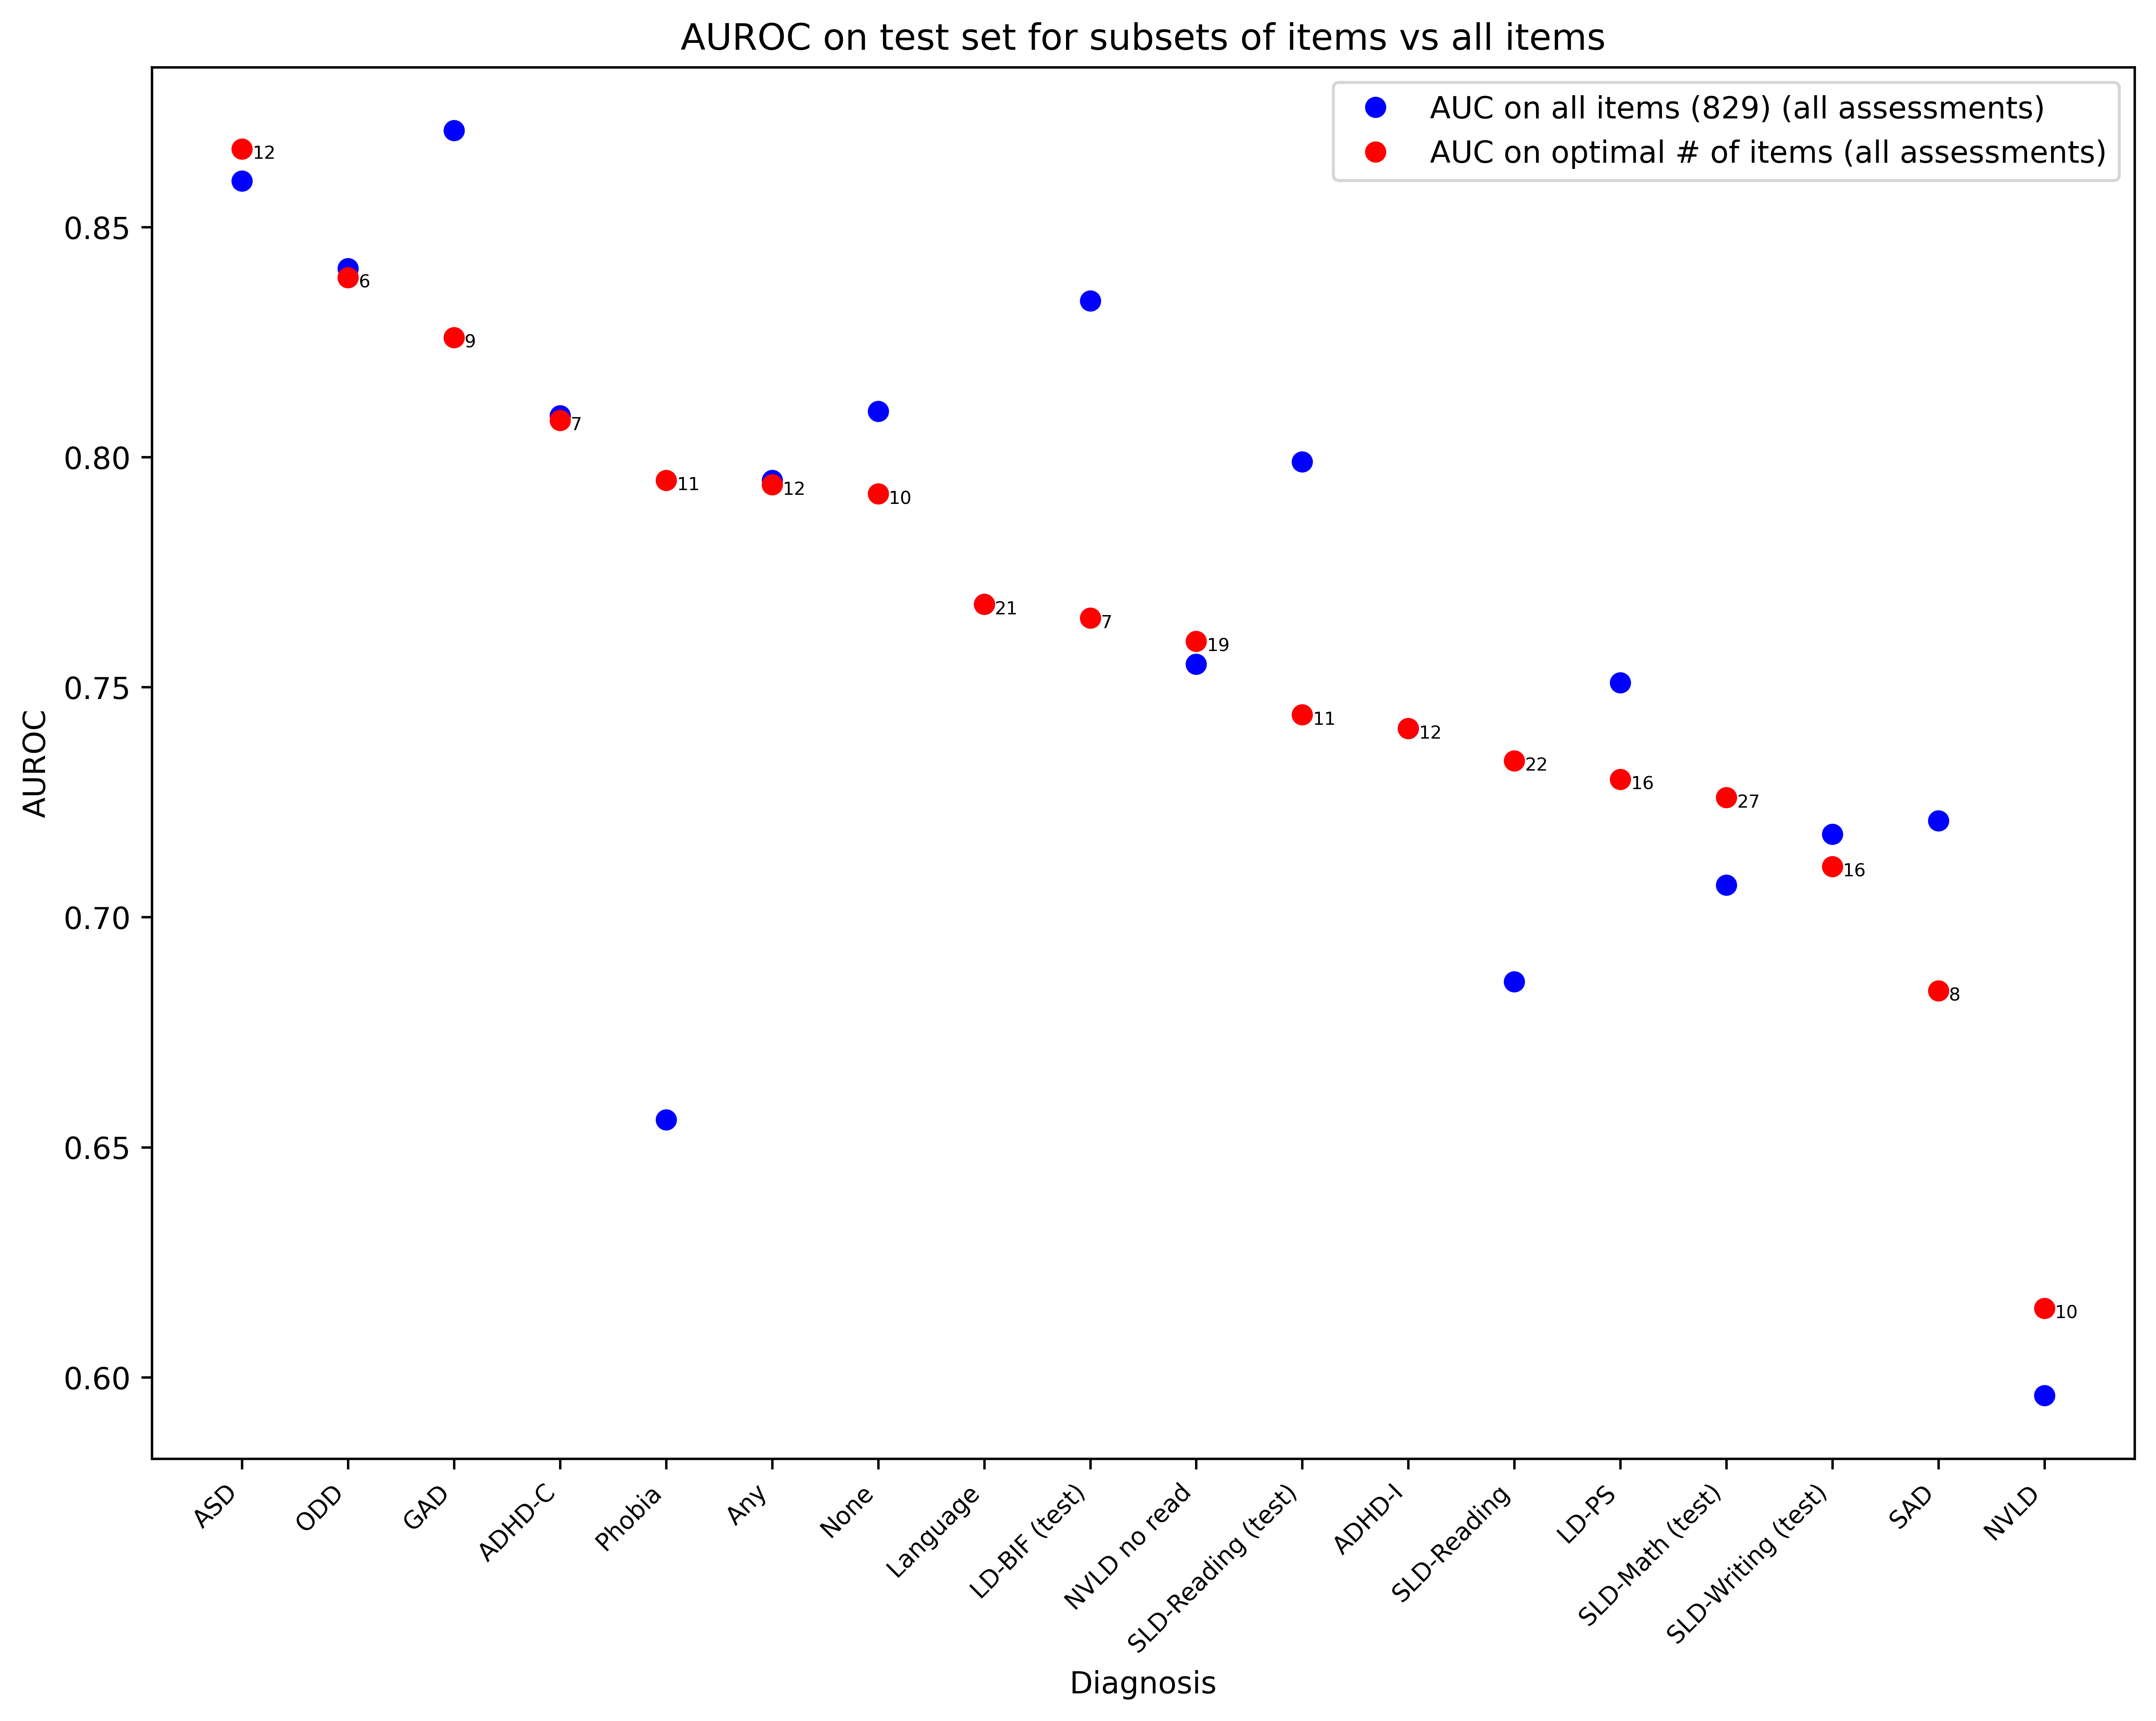 AUROC on test set for subsets of items vs all items
AUC on all items (829) (all assessments)
AUC on optimal # of items (all assessments)
AUROC
0.85
0.80
0.75
0.70
0.65
0.60
12
6
9
7
11
12
10
21
7
19
11
12
22
16
27
16
8
10
ASD
ODD
GAD
ADHD-C
Phobia
Any
None
Language
LD-BIF (test)
NVLD no read
SLD-Reading (test)
ADHD-I
SLD-Reading
LD-PS
SLD-Math (test)
SLD-Writing (test)
SAD
NVLD
Diagnosis